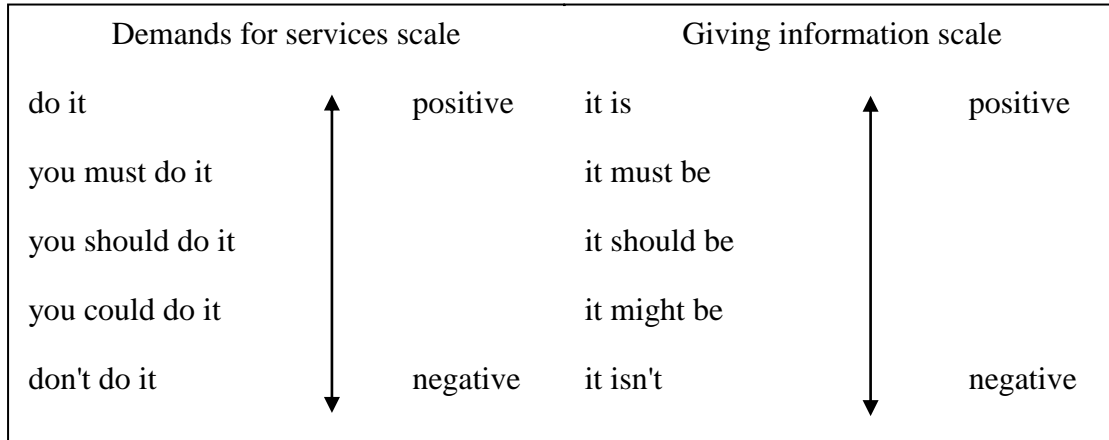 Demands for services scale Giving information scale
do it positive it is positive
you must do it it must be
you should do it it should be
you could do it it might be
don't do it negative it isn't negative